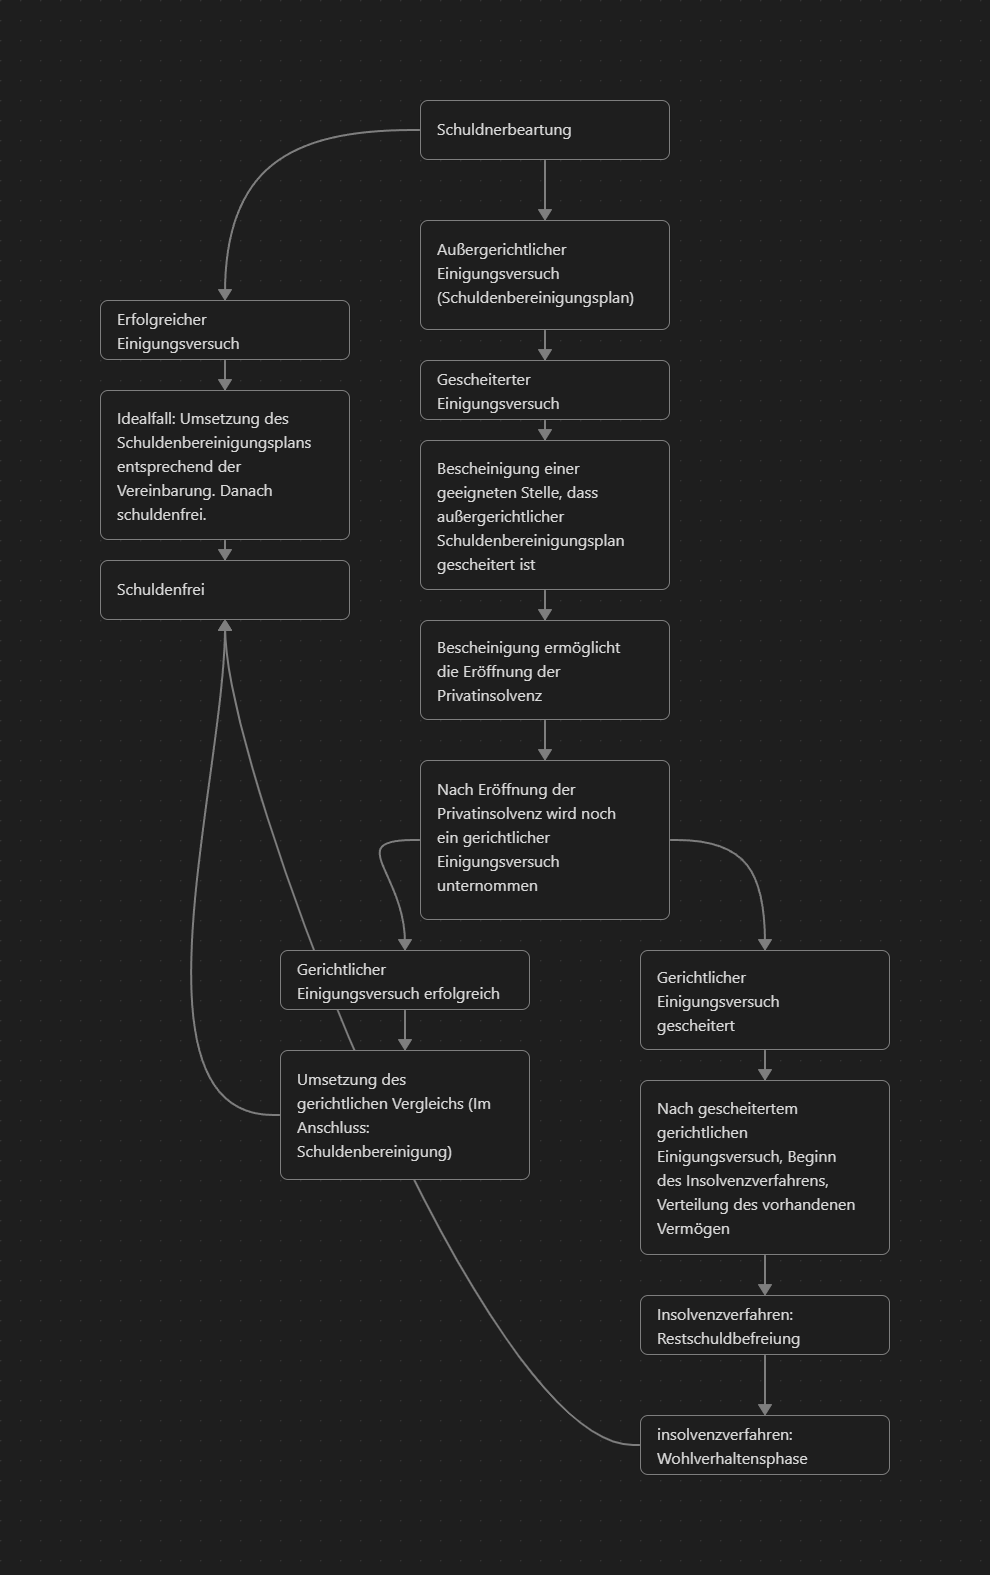 Schuldnerbeartung
Außergerichtlicher
Einigungsversuch
(Schuldenbereinigungsplan)
Erfolgreicher
Einigungsversuch
Gescheiterter
Einigungsversuch
Idealfall: Umsetzung des
Schuldenbereinigungsplans
entsprechend der
Vereinbarung. Danach
schuldenfrei.
Bescheinigung einer
geeigneten Stelle, dass
außergerichtlicher
Schuldenbereinigungsplan
gescheitert ist
Schuldenfrei
Bescheinigung ermöglicht
die Eröffnung der
Privatinsolvenz
Nach Eröffnung der
Privatinsolvenz wird noch
ein gerichtlicher
Einigungsversuch
unternommen
Gerichtlicher
Einigungsversuch erfolgreich
Gerichtlicher
Einigungsversuch
gescheitert
Umsetzung des
gerichtlichen Vergleichs (Im
Anschluss:
Schuldenbereinigung)
Nach gescheitertem
gerichtlichen
Einigungsversuch, Beginn
des Insolvenzverfahrens,
Verteilung des vorhandenen
Vermögen
Insolvenzverfahren:
Restschuldbefreiung
insolvenzverfahren:
Wohlverhaltensphase